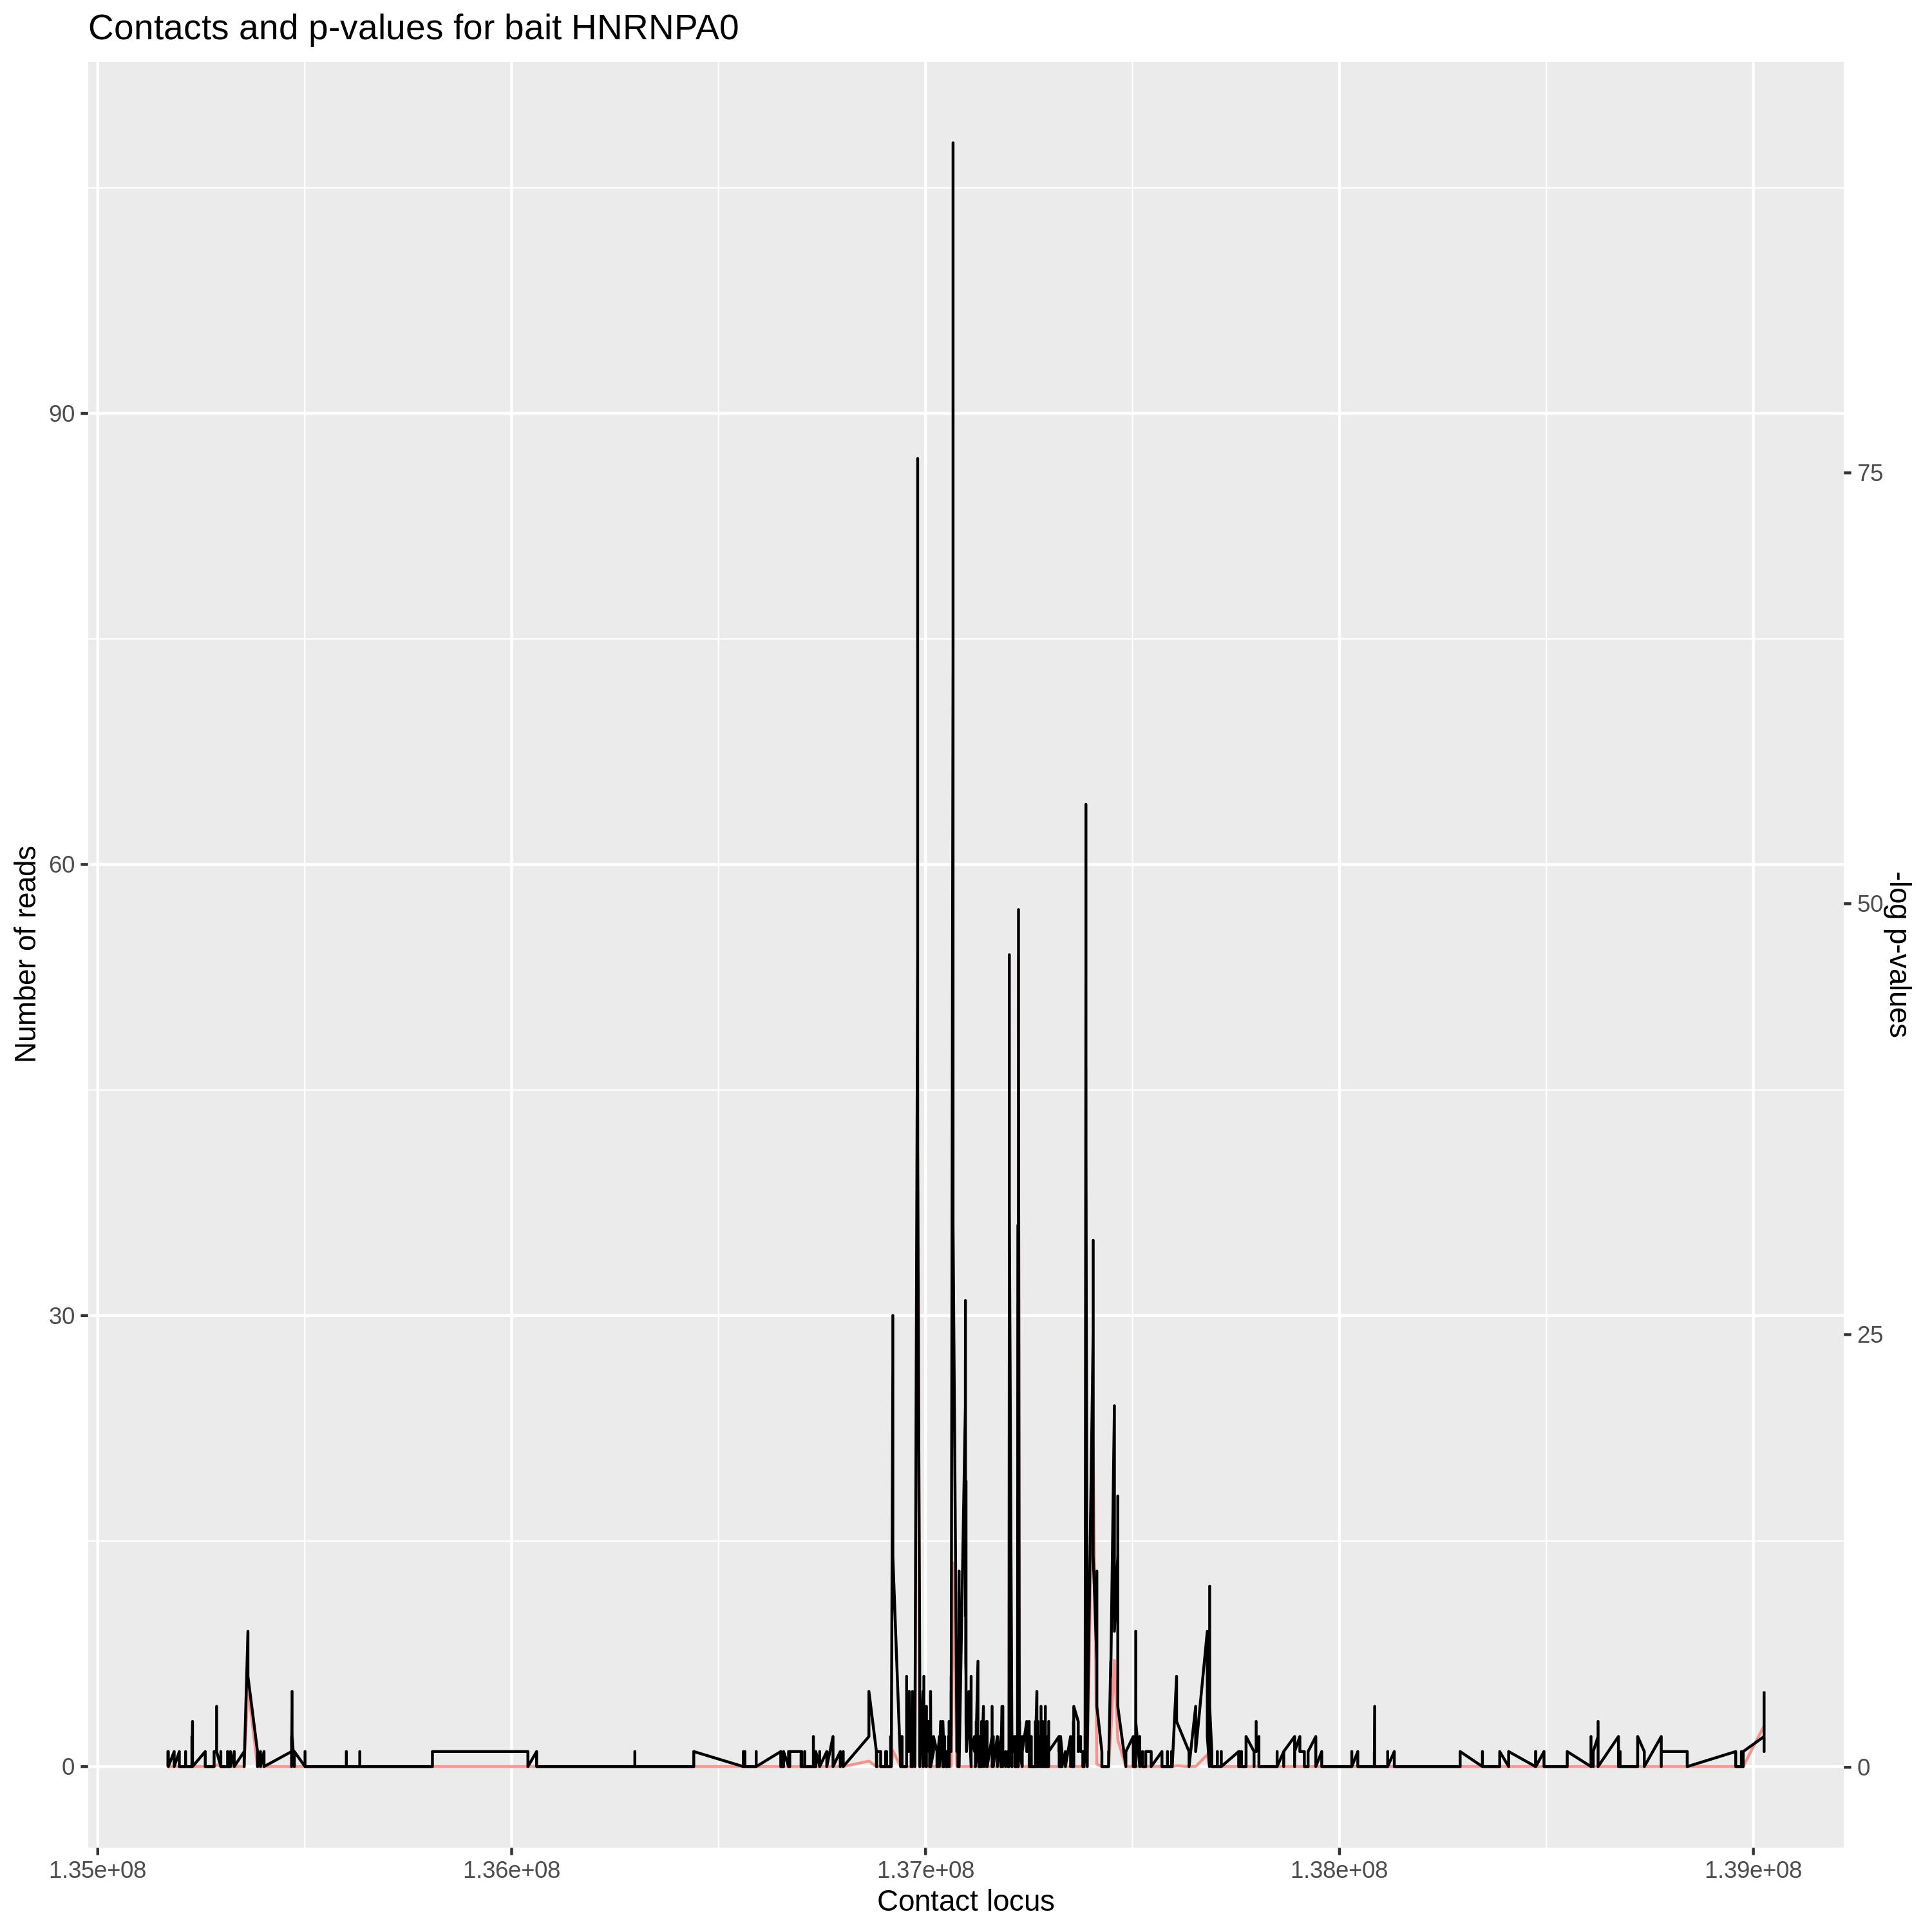 Contacts and p-values for bait HNRNPA0
90
60
30
0
Number of reads
75
50
25
0
-log p-values
1.35e+08 1.36e+08 1.37e+08 1.38e+08 1.39e+08
Contact locus